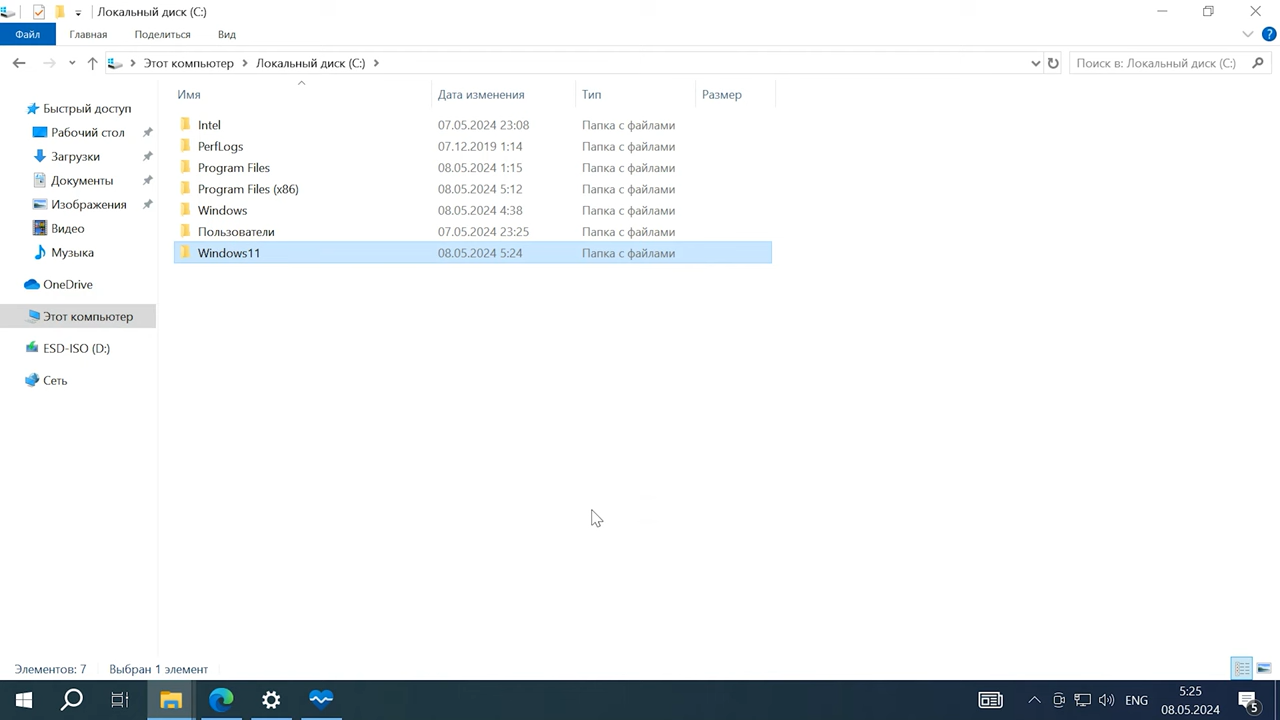 Локальный диск (C:)
Файл Главная Поделиться Вид
Этот компьютер Локальный диск (C:) Поиск в: Локальный диск (C:)
Имя Дата изменения Тип Размер
Быстрый доступ
Рабочий стол
Загрузки
Документы
Изображения
Видео
Музыка
OneDrive
Этот компьютер
ESD-ISO (D:)
Сеть
Intel 07.05.2024 23:08 Папка с файлами
PerfLogs 07.12.2019 1:14 Папка с файлами
Program Files 08.05.2024 1:15 Папка с файлами
Program Files (x86) 08.05.2024 5:12 Папка с файлами
Windows 08.05.2024 4:38 Папка с файлами
Пользователи 07.05.2024 23:25 Папка с файлами
Windows11 08.05.2024 5:24 Папка с файлами
Элементов: 7 Выбран 1 элемент
ENG 5:25
08.05.2024 5